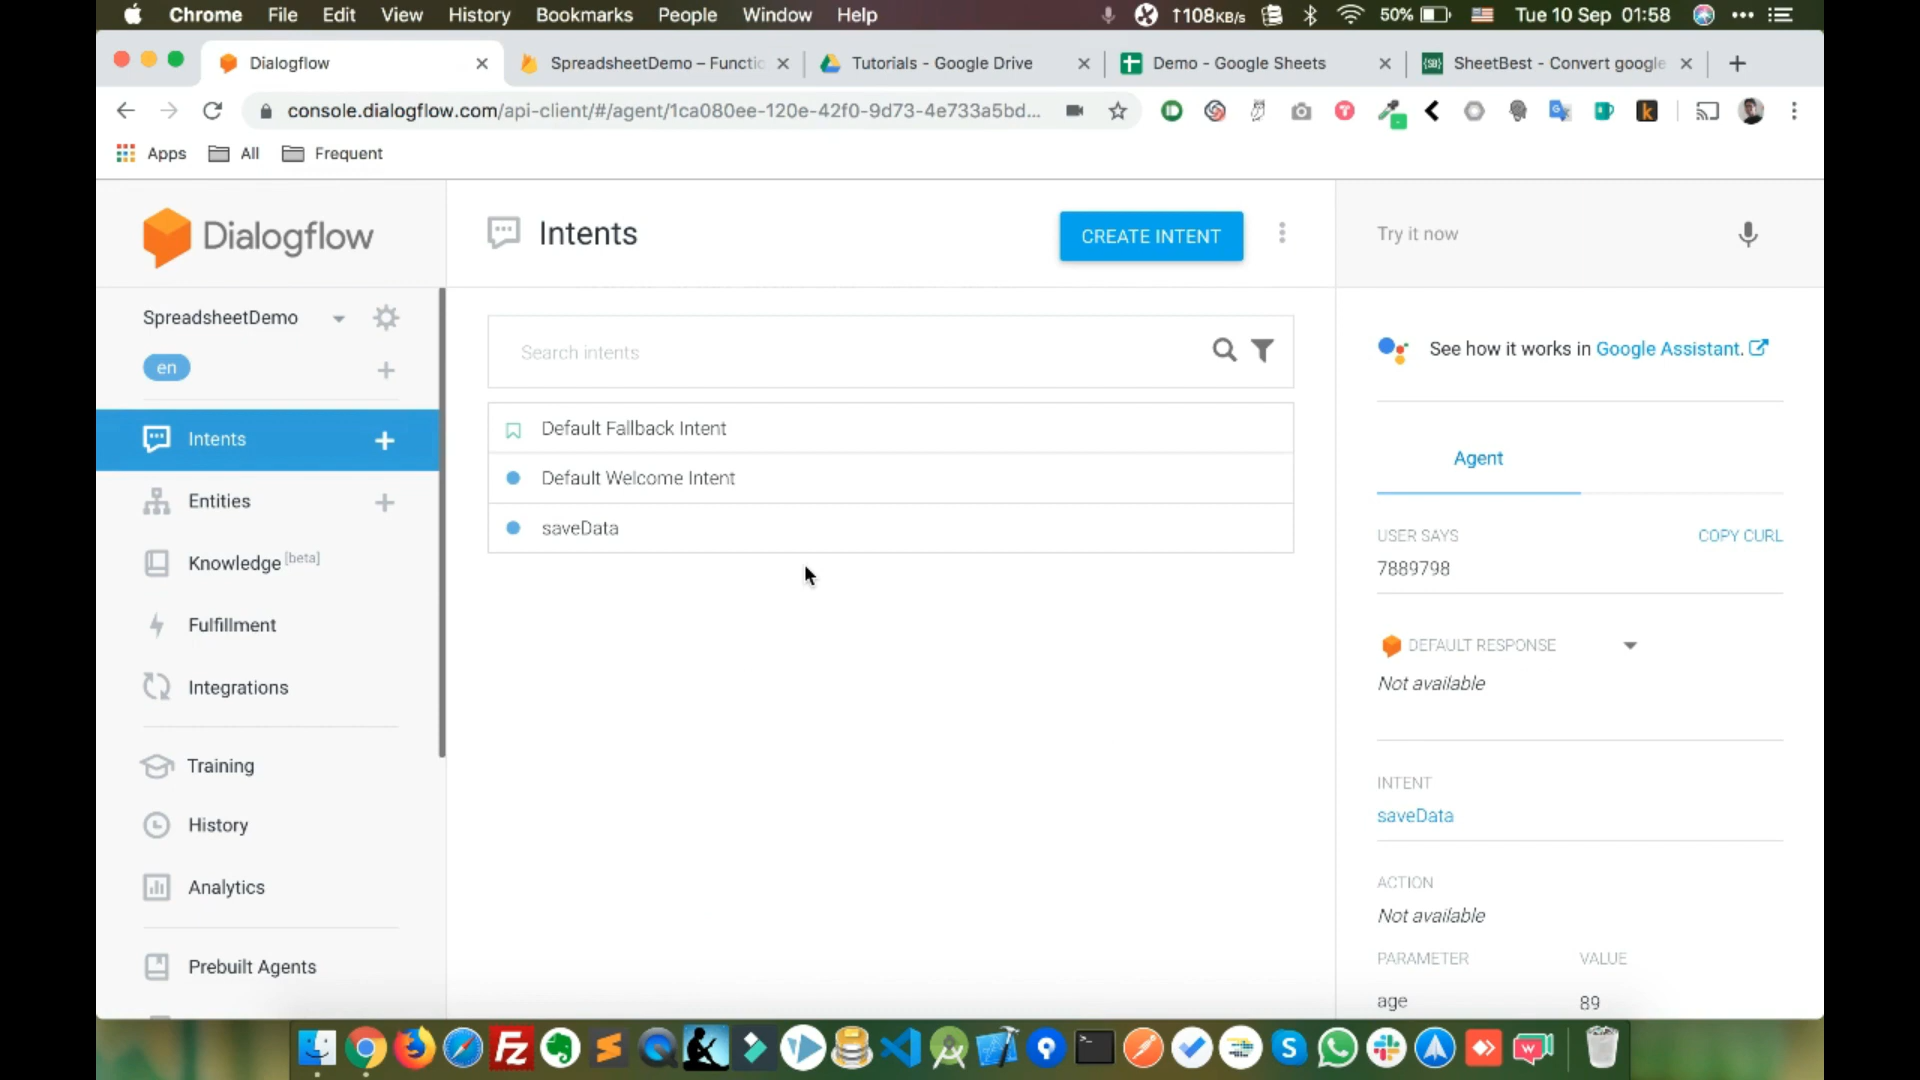 Chrome File Edit View History Bookmarks People Window Help ↑108KB/s 50% Tue 10 Sep 01:58
Dialogflow SpreadsheetDemo – Functio Tutorials - Google Drive Demo - Google Sheets SheetBest - Convert google
console.dialogflow.com/api-client/#/agent/1ca080ee-120e-42f0-9d73-4e733a5bd...
Apps All Frequent
Dialogflow
SpreadsheetDemo
en
Intents
Entities
Knowledge [beta]
Fulfillment
Integrations
Training
History
Analytics
Prebuilt Agents
Intents
CREATE INTENT
Search intents
Default Fallback Intent
Default Welcome Intent
saveData
Try it now
See how it works in Google Assistant.
Agent
USER SAYS COPY CURL
7889798
DEFAULT RESPONSE
Not available
INTENT
saveData
ACTION
Not available
PARAMETER VALUE
age 89